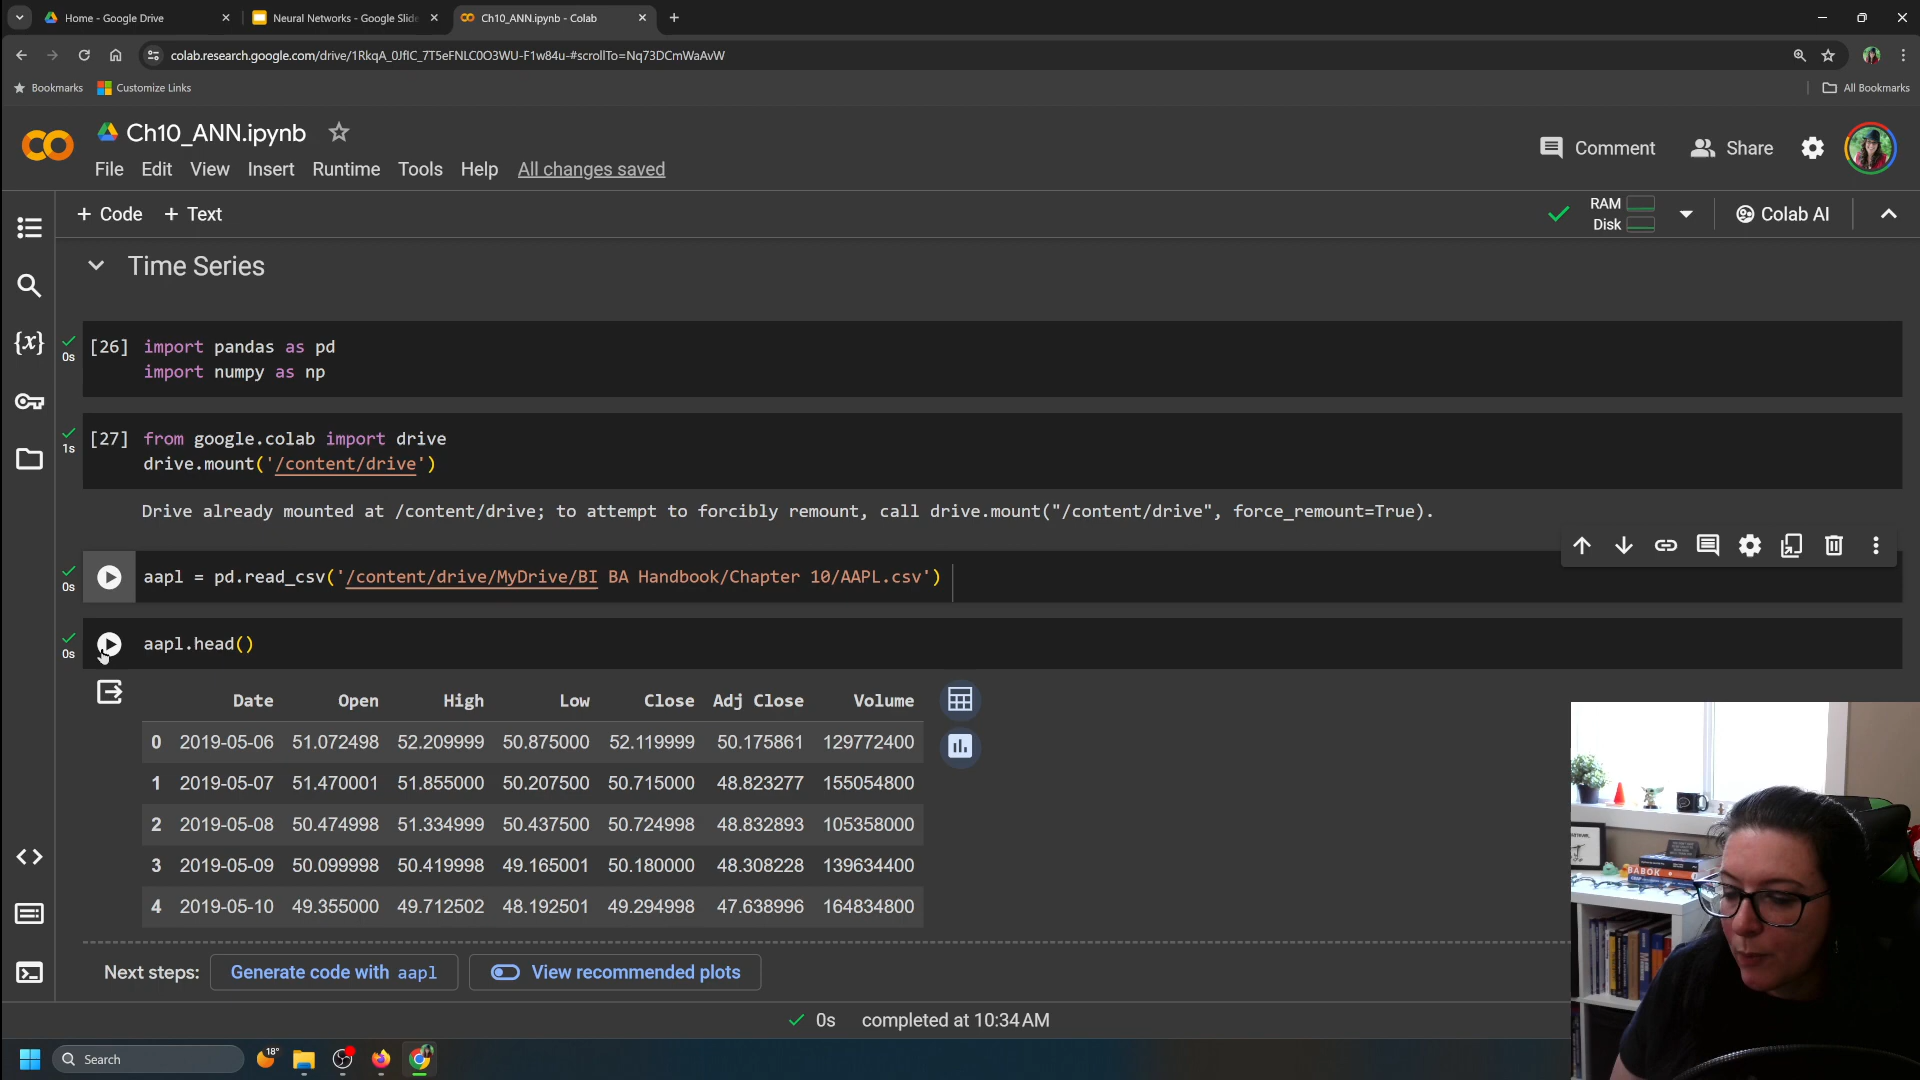 Home - Google Drive
Neural Networks - Google Slide
Ch10_ANN.ipynb - Colab
colab.research.google.com/drive/1RkqA_0JflC_7T5eFNLC0O3WU-F1w84u-#scrollTo=Nq73DCmWaAvW
Bookmarks
Customize Links
All Bookmarks
Ch10_ANN.ipynb
Comment
Share
File Edit View Insert Runtime Tools Help All changes saved
+ Code + Text
RAM
Disk
Colab AI
Time Series
0s
[26] import pandas as pd
import numpy as np
1s
[27] from google.colab import drive
drive.mount('/content/drive')
Drive already mounted at /content/drive; to attempt to forcibly remount, call drive.mount("/content/drive", force_remount=True).
0s
aapl = pd.read_csv('/content/drive/MyDrive/BI BA Handbook/Chapter 10/AAPL.csv')
0s
aapl.head()
Date Open High Low Close Adj Close Volume
0 2019-05-06 51.072498 52.209999 50.875000 52.119999 50.175861 129772400
1 2019-05-07 51.470001 51.855000 50.207500 50.715000 48.823277 155054800
2 2019-05-08 50.474998 51.334999 50.437500 50.724998 48.832893 105358000
3 2019-05-09 50.099998 50.419998 49.165001 50.180000 48.308228 139634400
4 2019-05-10 49.355000 49.712502 48.192501 49.294998 47.638996 164834800
Next steps: Generate code with aapl View recommended plots
0s completed at 10:34 AM
Search
18°
BABOK